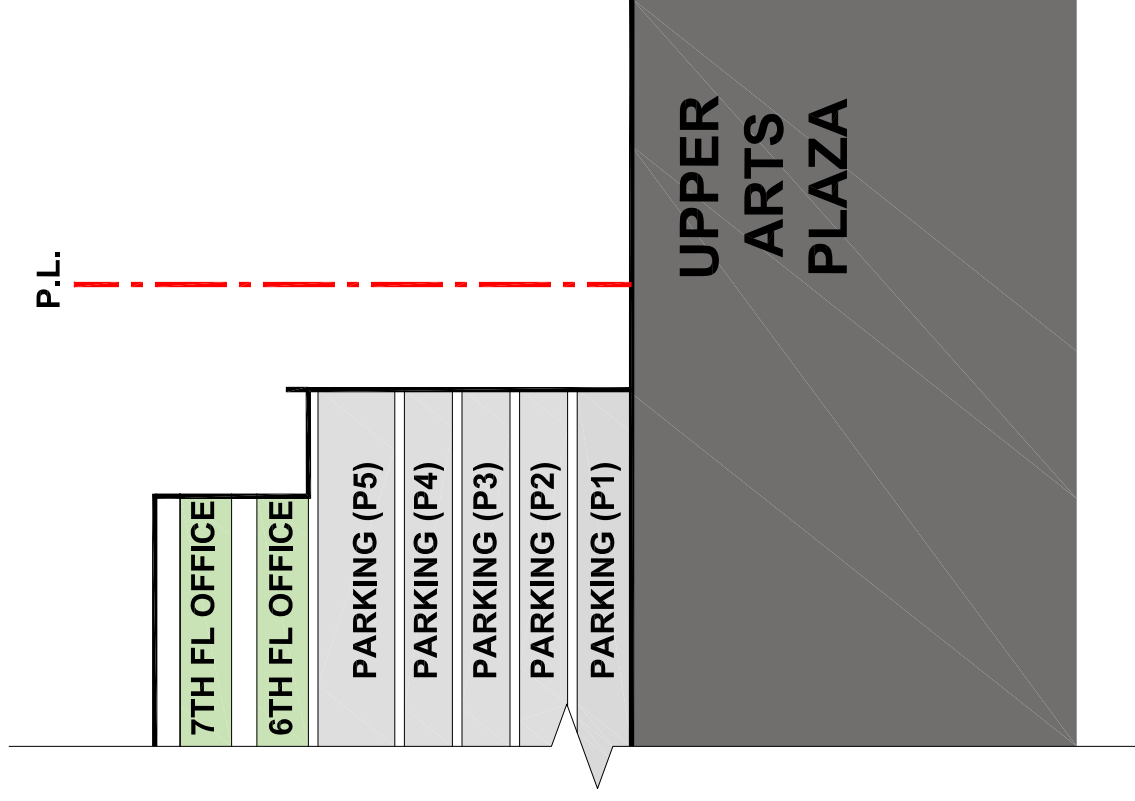 P.L.
7TH FL OFFICE
6TH FL OFFICE
PARKING (P5)
PARKING (P4)
PARKING (P3)
PARKING (P2)
PARKING (P1)
UPPER
ARTS
PLAZA